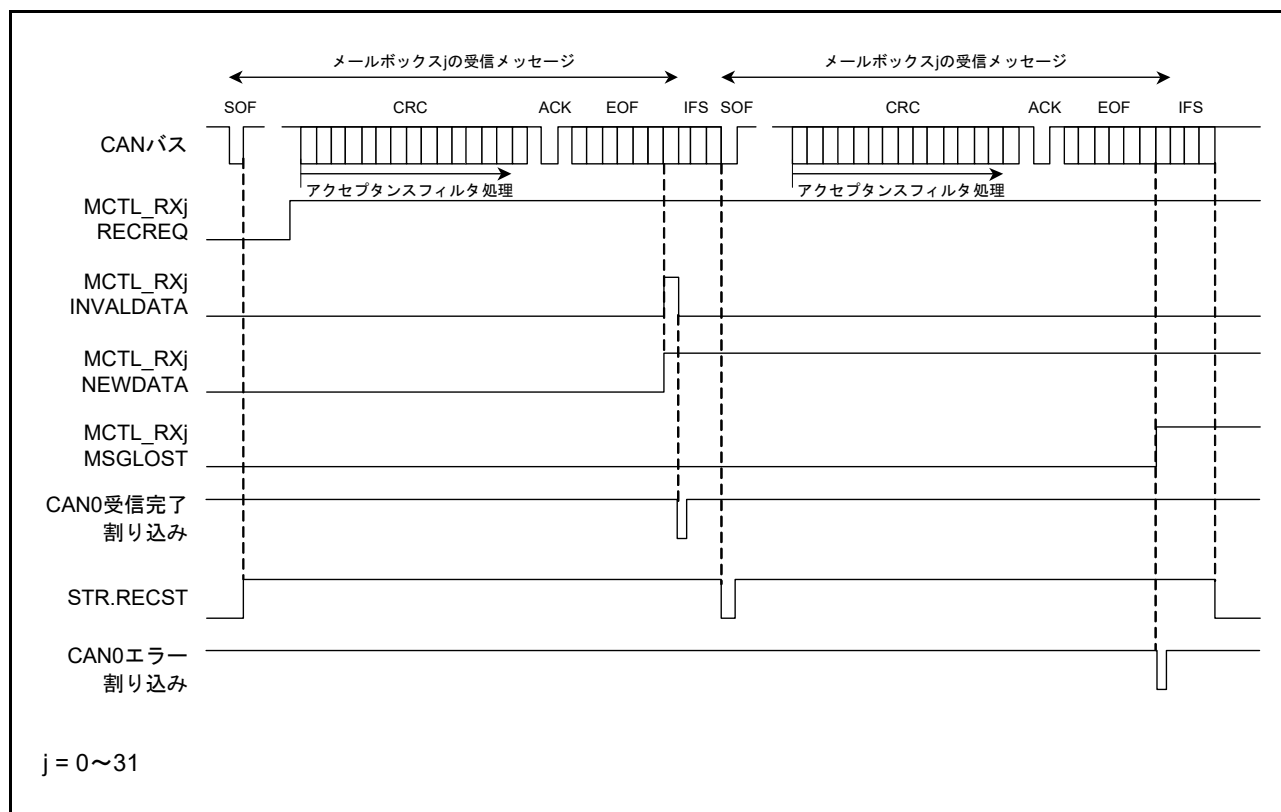 メールボックスjの受信メッセージ
メールボックスjの受信メッセージ
SOF CRC ACK EOF IFS SOF CRC ACK EOF IFS
CANバス
アクセプタンスフィルタ処理
アクセプタンスフィルタ処理
MCTL_RXj
RECREQ
MCTL_RXj
INVALDATA
MCTL_RXj
NEWDATA
MCTL_RXj
MSGLOST
CAN0受信完了
割り込み
STR.RECST
CAN0エラー
割り込み
j = 0～31